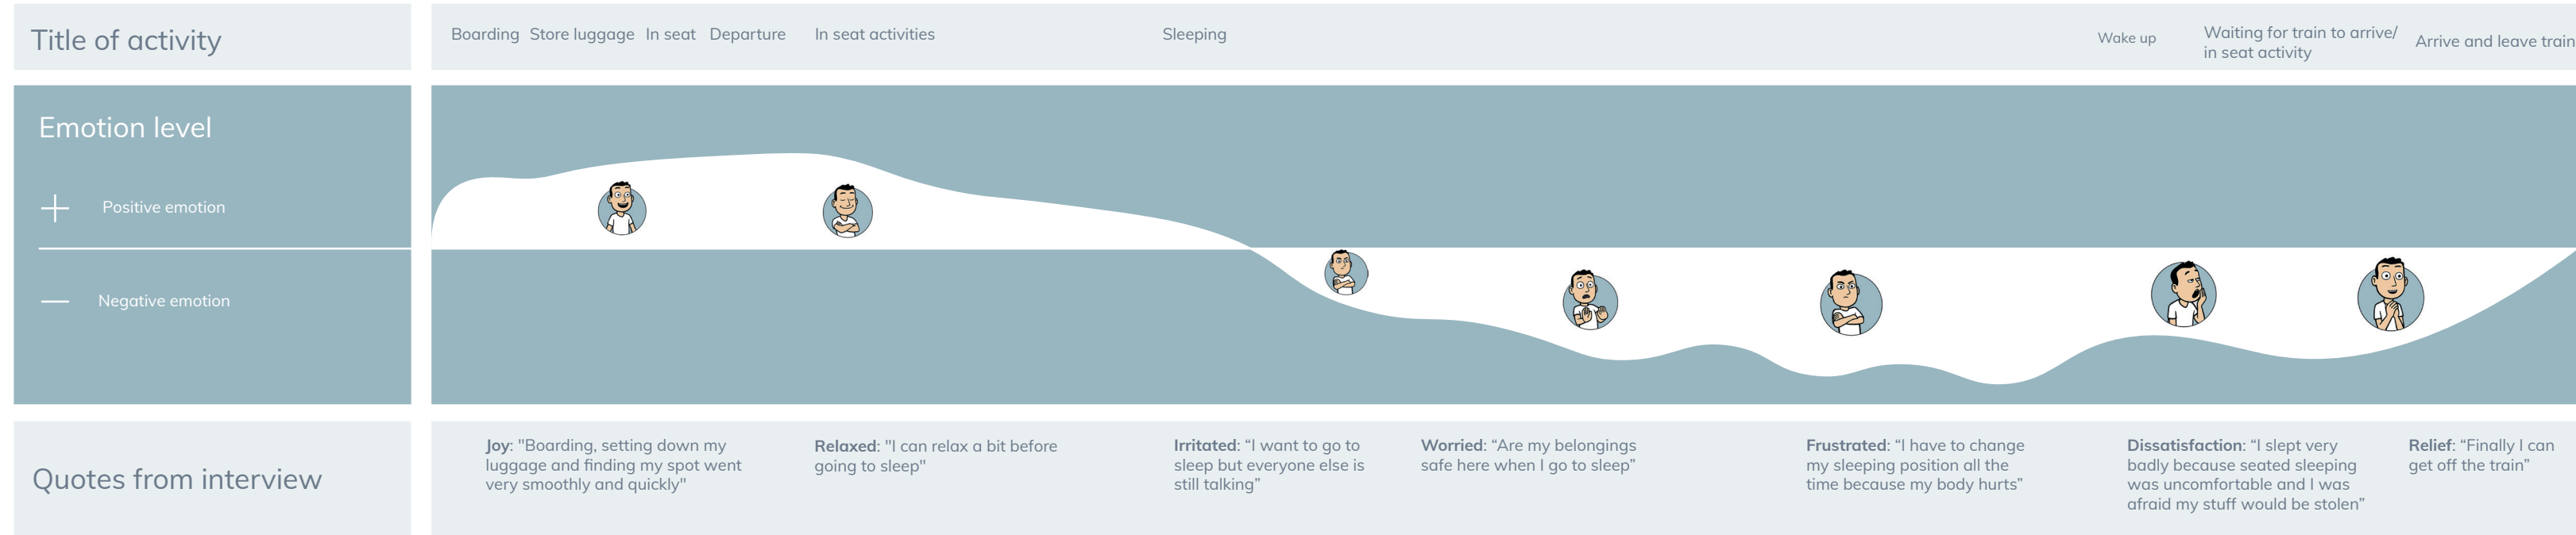 Title of activity
Boarding Store luggage In seat Departure In seat activities Sleeping Wake up Waiting for train to arrive/
in seat activity
Arrive and leave train
Emotion level
Positive emotion
Negative emotion
Quotes from interview
Joy: "Boarding, setting down my
luggage and finding my spot went
very smoothly and quickly"
Relaxed: "I can relax a bit before
going to sleep"
Irritated: “I want to go to
sleep but everyone else is
still talking”
Worried: “Are my belongings
safe here when I go to sleep”
Frustrated: “I have to change
my sleeping position all the
time because my body hurts”
Dissatisfaction: “I slept very
badly because seated sleeping
was uncomfortable and I was
afraid my stuff would be stolen”
Relief: “Finally I can
get off the train”